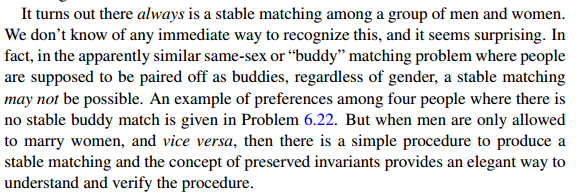 It turns out there always is a stable matching among a group of men and women.
We don't know of any immediate way to recognize this, and it seems surprising. In
fact, in the apparently similar same-sex or “buddy” matching problem where people
are supposed to be paired off as buddies, regardless of gender, a stable matching
may not be possible. An example of preferences among four people where there is
no stable buddy match is given in Problem 6.22. But when men are only allowed
to marry women, and vice versa, then there is a simple procedure to produce a
stable matching and the concept of preserved invariants provides an elegant way to
understand and verify the procedure.